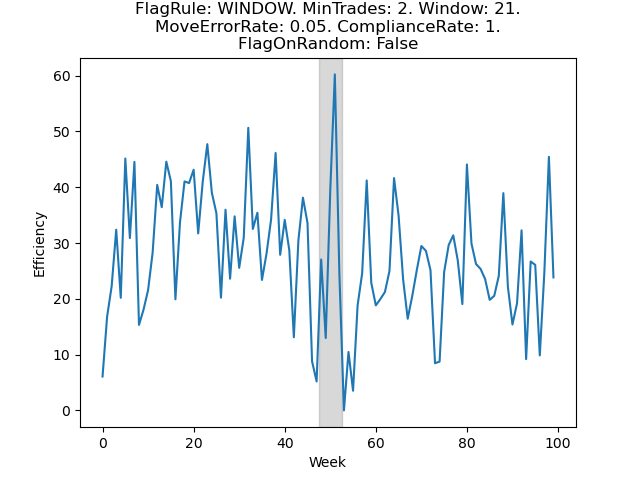 FlagRule: WINDOW. MinTrades: 2. Window: 21.
MoveErrorRate: 0.05. ComplianceRate: 1.
FlagOnRandom: False
60
50
40
30
20
10
0
Efficiency
0 20 40 60 80 100
Week